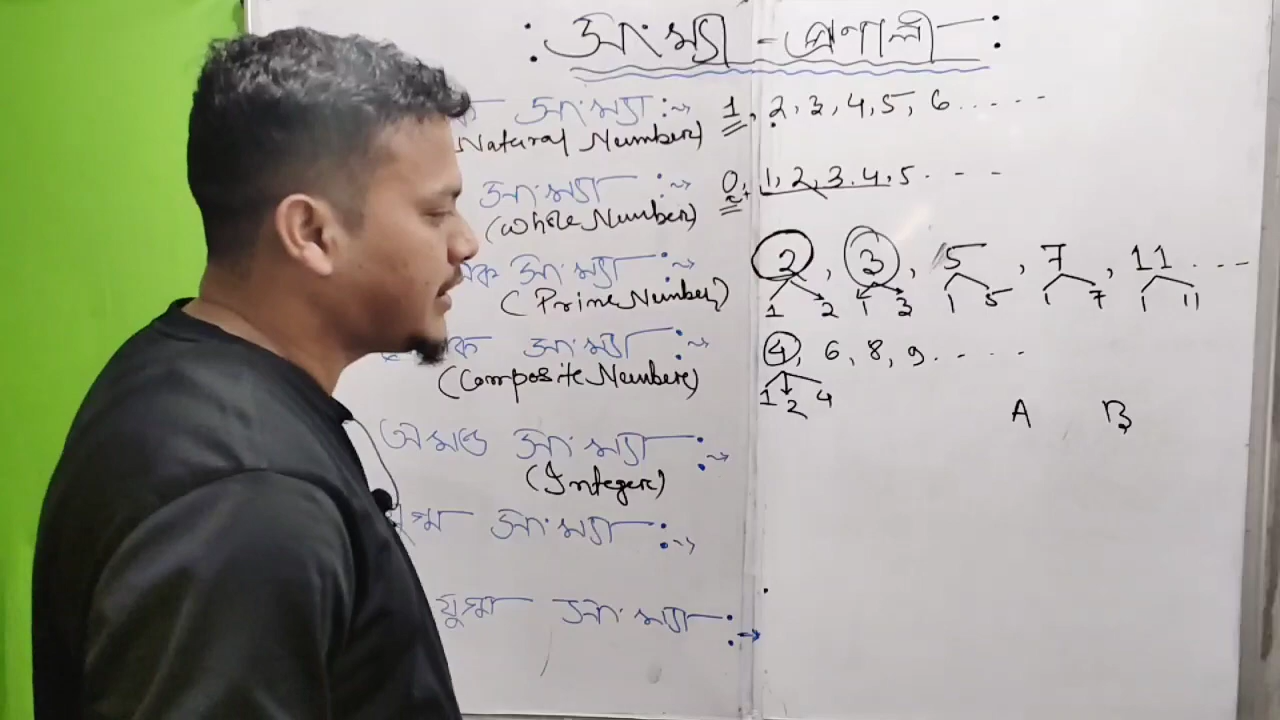 :সংখ্যা - প্রণালী:
ক সংখ্যা :⇝ 1, 2, 3, 4, 5, 6.....
Natural Number)
সংখ্যা :⇝ 0, 1, 2, 3. 4, 5. - - -
(Whole Number)
ক সংখ্যা :⇝ 2, 3, 5, 7, 11 ....
(Prime Number)
1 2 1 3 1 5 1 7 1 11
ক সংখ্যা :⇝ 4, 6, 8, 9.....
(Composite Number)
1 2 4
A B
অখণ্ড সংখ্যা :⇝
(Integer)
যুগ্ম সংখ্যা :⇝
যুগ্ম সংখ্যা :→